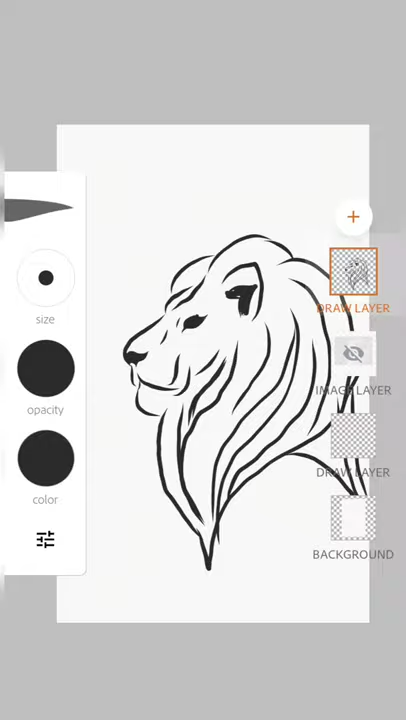 size
opacity
color
+
DRAW LAYER
IMAGE LAYER
DRAW LAYER
BACKGROUND